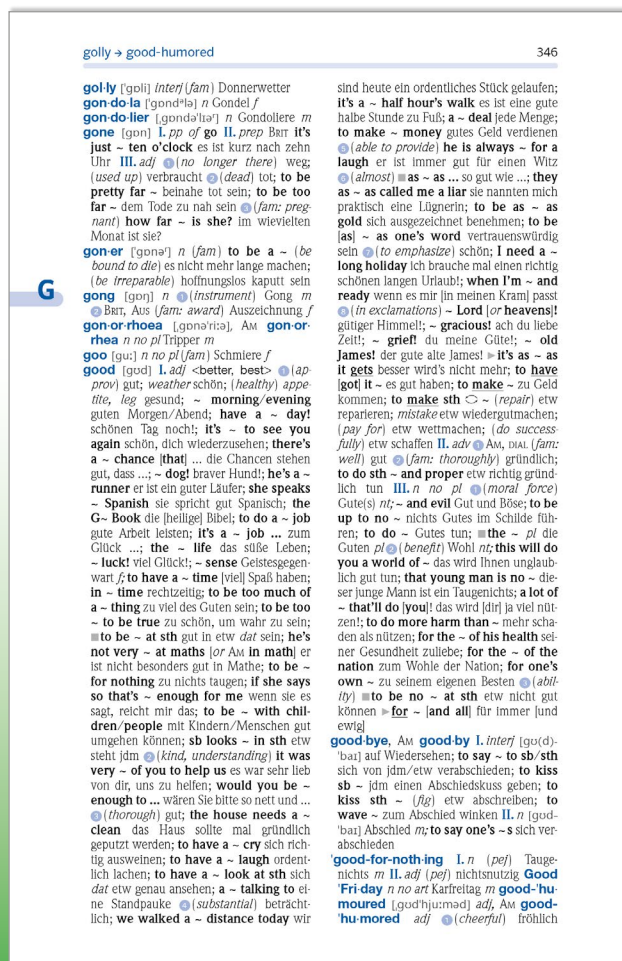 golly → good-humored
346
gol·ly ['gɒli] interj (fam) Donnerwetter
gon·do·la ['gɒndᵊlə] n Gondel f
gon·do·lier [ˌgɒndə'lɪəʳ] n Gondoliere m
gone [gɒn] I. pp of go II. prep BRIT it's
just ~ ten o'clock es ist kurz nach zehn
Uhr III. adj ❶ (no longer there) weg;
(used up) verbraucht ❷ (dead) tot; to be
pretty far ~ beinahe tot sein; to be too
far ~ dem Tode zu nah sein ❸ (fam: preg-
nant) how far ~ is she? im wievielten
Monat ist sie?
gon·er ['gɒnəʳ] n (fam) to be a ~ (be
bound to die) es nicht mehr lange machen;
(be irreparable) hoffnungslos kaputt sein
G
gong [gɒŋ] n ❶ (instrument) Gong m
❷ BRIT, AUS (fam: award) Auszeichnung f
gon·or·rhoea [ˌgɒnə'ri:ə], AM gon·or·
rhea n no pl Tripper m
goo [gu:] n no pl (fam) Schmiere f
good [gʊd] I. adj <better, best> ❶ (ap-
prov) gut; weather schön; (healthy) appe-
tite, leg gesund; ~ morning/evening
guten Morgen/Abend; have a ~ day!
schönen Tag noch!; it's ~ to see you
again schön, dich wiederzusehen; there's
a ~ chance [that] ... die Chancen stehen
gut, dass ...; ~ dog! braver Hund!; he's a ~
runner er ist ein guter Läufer; she speaks
~ Spanish sie spricht gut Spanisch; the
G~ Book die [heilige] Bibel; to do a ~ job
gute Arbeit leisten; it's a ~ job ... zum
Glück ...; the ~ life das süße Leben;
~ luck! viel Glück!; ~ sense Geistesgegen-
wart f; to have a ~ time [viel] Spaß haben;
in ~ time rechtzeitig; to be too much of
a ~ thing zu viel des Guten sein; to be too
~ to be true zu schön, um wahr zu sein;
■to be ~ at sth gut in etw dat sein; he's
not very ~ at maths [or AM in math] er
ist nicht besonders gut in Mathe; to be ~
for nothing zu nichts taugen; if she says
so that's ~ enough for me wenn sie es
sagt, reicht mir das; to be ~ with chil-
dren/people mit Kindern/Menschen gut
umgehen können; sb looks ~ in sth etw
steht jdm ❷ (kind, understanding) it was
very ~ of you to help us es war sehr lieb
von dir, uns zu helfen; would you be ~
enough to ... wären Sie bitte so nett und ...
❸ (thorough) gut; the house needs a ~
clean das Haus sollte mal gründlich
geputzt werden; to have a ~ cry sich rich-
tig ausweinen; to have a ~ laugh ordent-
lich lachen; to have a ~ look at sth sich
dat etw genau ansehen; a ~ talking to ei-
ne Standpauke ❹ (substantial) beträcht-
lich; we walked a ~ distance today wir
sind heute ein ordentliches Stück gelaufen;
it's a ~ half hour's walk es ist eine gute
halbe Stunde zu Fuß; a ~ deal jede Menge;
to make ~ money gutes Geld verdienen
❺ (able to provide) he is always ~ for a
laugh er ist immer gut für einen Witz
❻ (almost) ■as ~ as ... so gut wie ...; they
as ~ as called me a liar sie nannten mich
praktisch eine Lügnerin; to be as ~ as
gold sich ausgezeichnet benehmen; to be
[as] ~ as one's word vertrauenswürdig
sein ❼ (to emphasize) schön; I need a ~
long holiday ich brauche mal einen richtig
schönen langen Urlaub!; when I'm ~ and
ready wenn es mir [in meinen Kram] passt
❽ (in exclamations) ~ Lord [or heavens]!
gütiger Himmel!; ~ gracious! ach du liebe
Zeit!; ~ grief! du meine Güte!; ~ old
James! der gute alte James! ▶it's as ~ as
it gets besser wird's nicht mehr; to have
[got] it ~ es gut haben; to make ~ zu Geld
kommen; to make sth ⇔ ~ (repair) etw
reparieren; mistake etw wiedergutmachen;
(pay for) etw wettmachen; (do success-
fully) etw schaffen II. adv ❶ AM, DIAL (fam:
well) gut ❷ (fam: thoroughly) gründlich;
to do sth ~ and proper etw richtig gründ-
lich tun III. n no pl ❶ (moral force)
Gute(s) nt; ~ and evil Gut und Böse; to be
up to no ~ nichts Gutes im Schilde füh-
ren; to do ~ Gutes tun; ■the ~ pl die
Guten pl ❷ (benefit) Wohl nt; this will do
you a world of ~ das wird Ihnen unglaub-
lich gut tun; that young man is no ~ die-
ser junge Mann ist ein Taugenichts; a lot of
~ that'll do [you]! das wird [dir] ja viel nüt-
zen!; to do more harm than ~ mehr scha-
den als nützen; for the ~ of his health sei-
ner Gesundheit zuliebe; for the ~ of the
nation zum Wohle der Nation; for one's
own ~ zu seinem eigenen Besten ❸ (abil-
ity) ■to be no ~ at sth etw nicht gut
können ▶for ~ [and all] für immer [und
ewig]
good·bye, AM good·by I. interj [gʊ(d)-
'baɪ] auf Wiedersehen; to say ~ to sb/sth
sich von jdm/etw verabschieden; to kiss
sb ~ jdm einen Abschiedskuss geben; to
kiss sth ~ (fig) etw abschreiben; to
wave ~ zum Abschied winken II. n [gʊd-
'baɪ] Abschied m; to say one's ~s sich ver-
abschieden
'good-for-noth·ing I. n (pej) Tauge-
nichts m II. adj (pej) nichtsnutzig Good
'Fri·day n no art Karfreitag m good-'hu·
moured [ˌgʊd'hju:məd] adj, AM good-
'hu·mored adj ❶ (cheerful) fröhlich